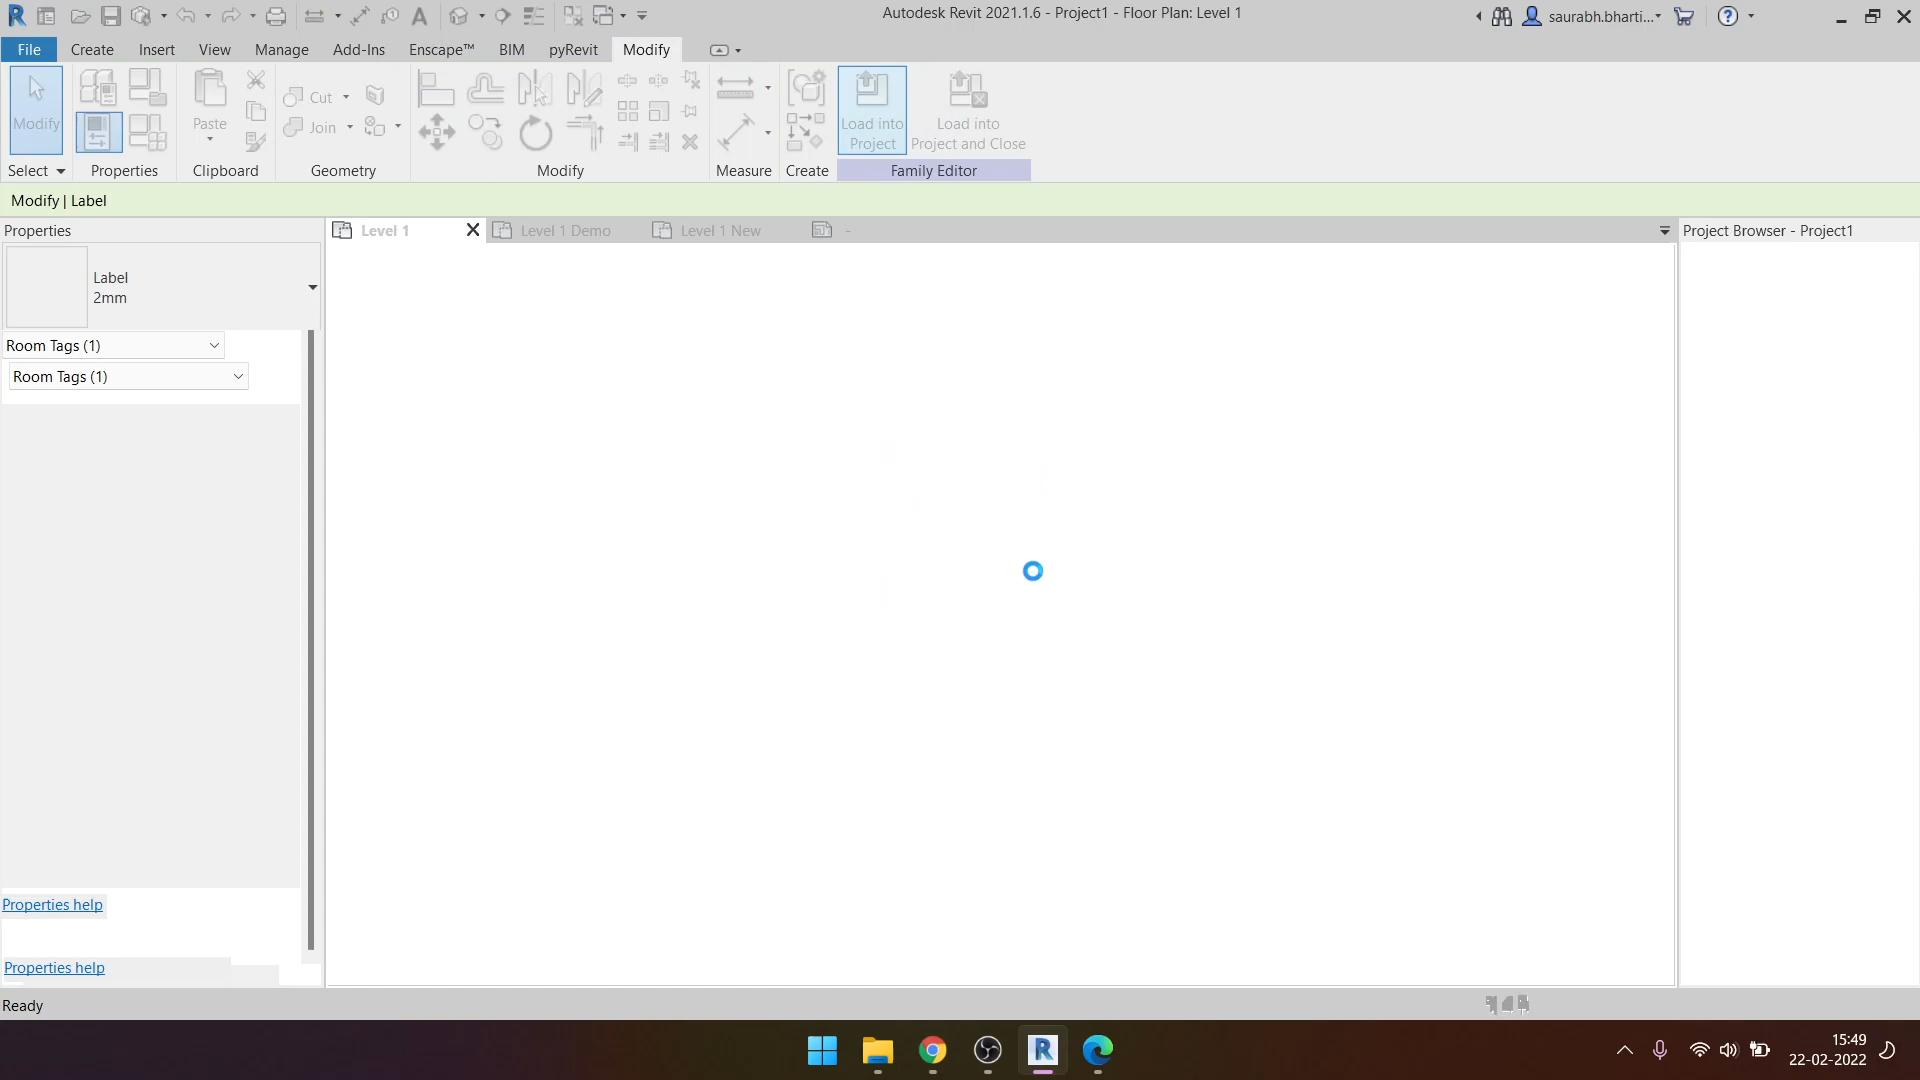 Autodesk Revit 2021.1.6 - Project1 - Floor Plan: Level 1
saurabh.bharti...
File Create Insert View Manage Add-Ins Enscape™ BIM pyRevit Modify
Modify
Paste
Cut
Join
Load into
Project
Load into
Project and Close
Select Properties Clipboard Geometry Modify Measure Create Family Editor
Modify | Label
Properties
Level 1
Level 1 Demo
Level 1 New
-
Project Browser - Project1
Label
2mm
Room Tags (1)
Room Tags (1)
Properties help
Properties help
Ready
15:49
22-02-2022